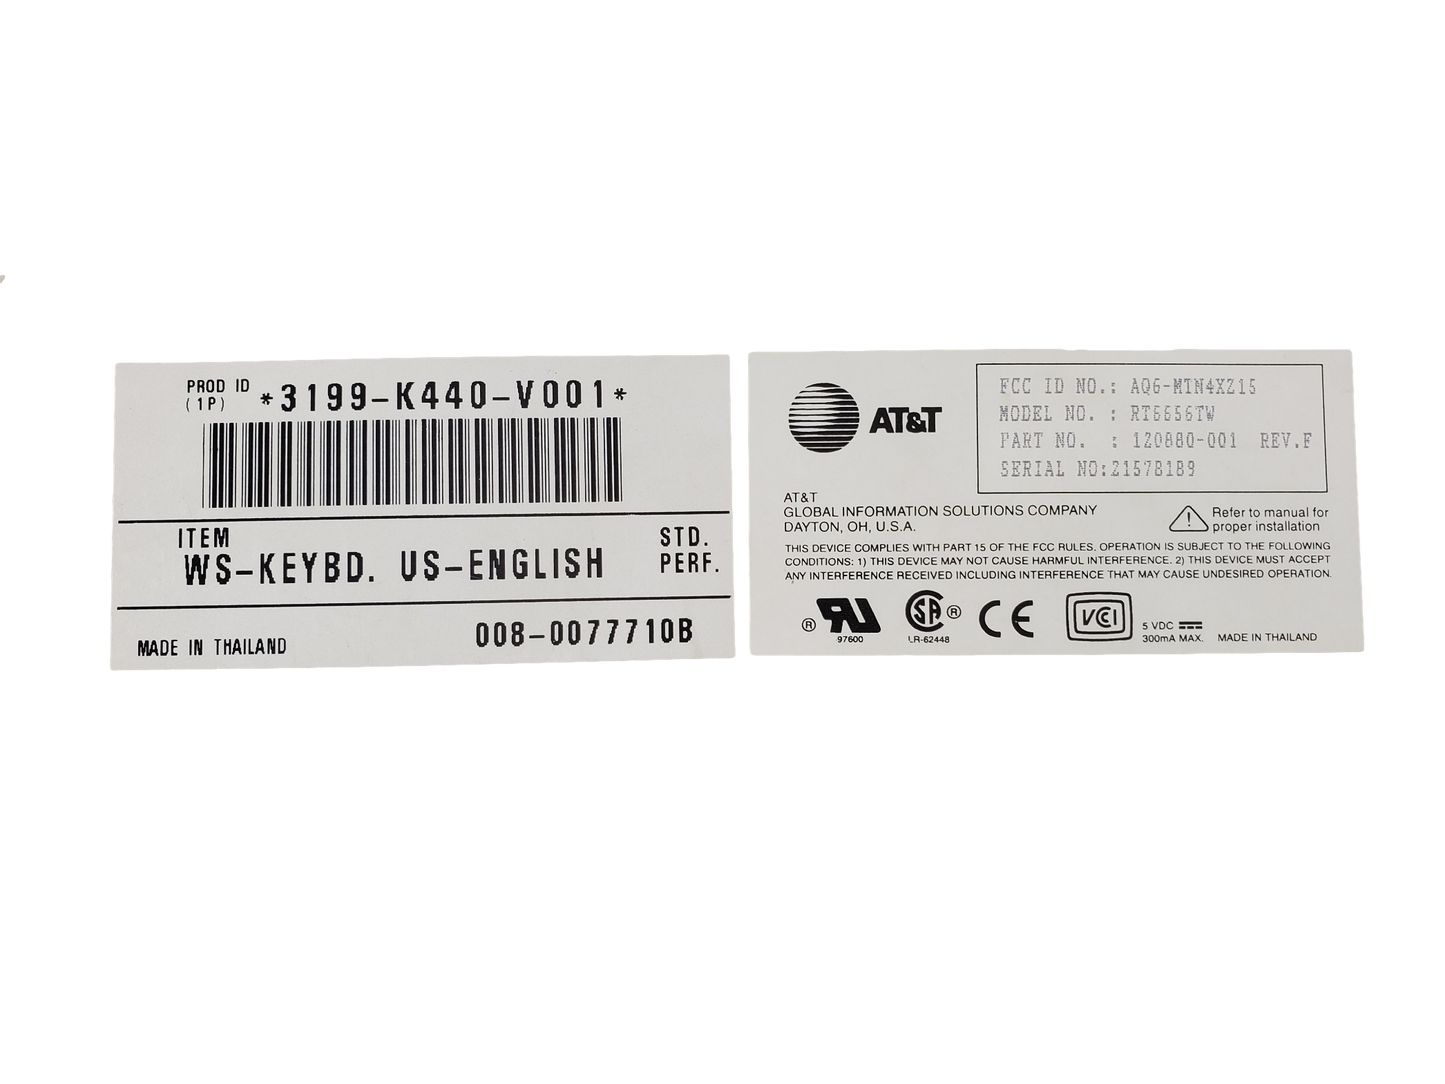 PROD ID
(1P)
*3199-K440-V001*
ITEM
WS-KEYBD. US-ENGLISH
STD.
PERF.
MADE IN THAILAND
008-0077710B
AT&T
FCC ID NO.: AQ6-MTN4XZ15
MODEL NO. : RT6656TW
PART NO. : 120880-001 REV.F
SERIAL NO:21578189
AT&T
GLOBAL INFORMATION SOLUTIONS COMPANY
DAYTON, OH, U.S.A.
Refer to manual for
proper installation
THIS DEVICE COMPLIES WITH PART 15 OF THE FCC RULES. OPERATION IS SUBJECT TO THE FOLLOWING
CONDITIONS: 1) THIS DEVICE MAY NOT CAUSE HARMFUL INTERFERENCE. 2) THIS DEVICE MUST ACCEPT
ANY INTERFERENCE RECEIVED INCLUDING INTERFERENCE THAT MAY CAUSE UNDESIRED OPERATION.
® UR
97600
SA ®
LR-62448
CE
VCI
5 VDC
300mA MAX.
MADE IN THAILAND